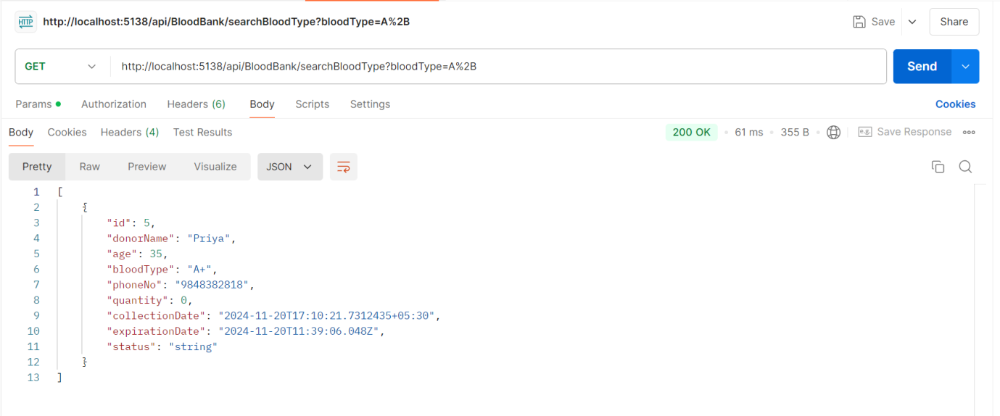 HTTP http://localhost:5138/api/BloodBank/searchBloodType?bloodType=A%2B Save Share
GET http://localhost:5138/api/BloodBank/searchBloodType?bloodType=A%2B Send
Params Authorization Headers (6) Body Scripts Settings Cookies
Body Cookies Headers (4) Test Results 200 OK 61 ms 355 B e.g. Save Response
Pretty Raw Preview Visualize JSON
1 [
2 {
3 "id": 5,
4 "donorName": "Priya",
5 "age": 35,
6 "bloodType": "A+",
7 "phoneNo": "9848382818",
8 "quantity": 0,
9 "collectionDate": "2024-11-20T17:10:21.7312435+05:30",
10 "expirationDate": "2024-11-20T11:39:06.048Z",
11 "status": "string"
12 }
13 ]